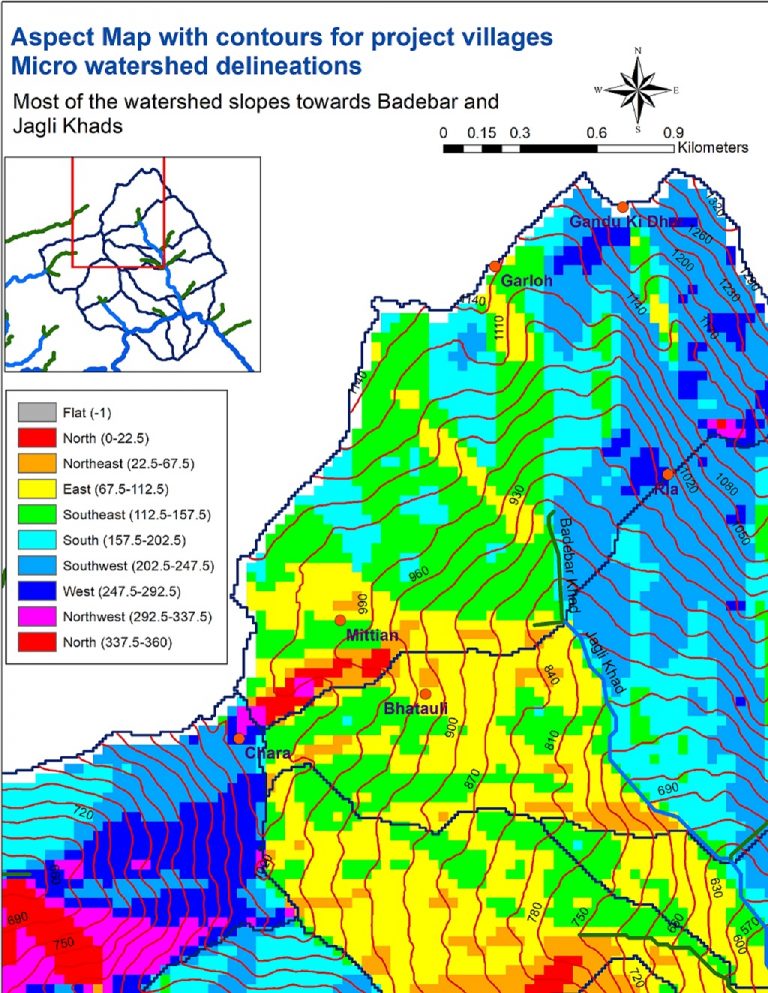 Aspect Map with contours for project villages
Micro watershed delineations
Most of the watershed slopes towards Badebar and
Jagli Khads
N
W
E
S
0 0.15 0.3 0.6 0.9
Kilometers
Flat (-1)
North (0-22.5)
Northeast (22.5-67.5)
East (67.5-112.5)
Southeast (112.5-157.5)
South (157.5-202.5)
Southwest (202.5-247.5)
West (247.5-292.5)
Northwest (292.5-337.5)
North (337.5-360)
1320
Gandu Ki
1260
1200
Garloh
1230
1140
1140
1110
1140
1020
1080
930
1050
Badebar Khad
960
990
Mittian
Jagli Khad
840
Bhatauli
900
810
Chara
870
690
720
630
780
750
690
750
570
600
720